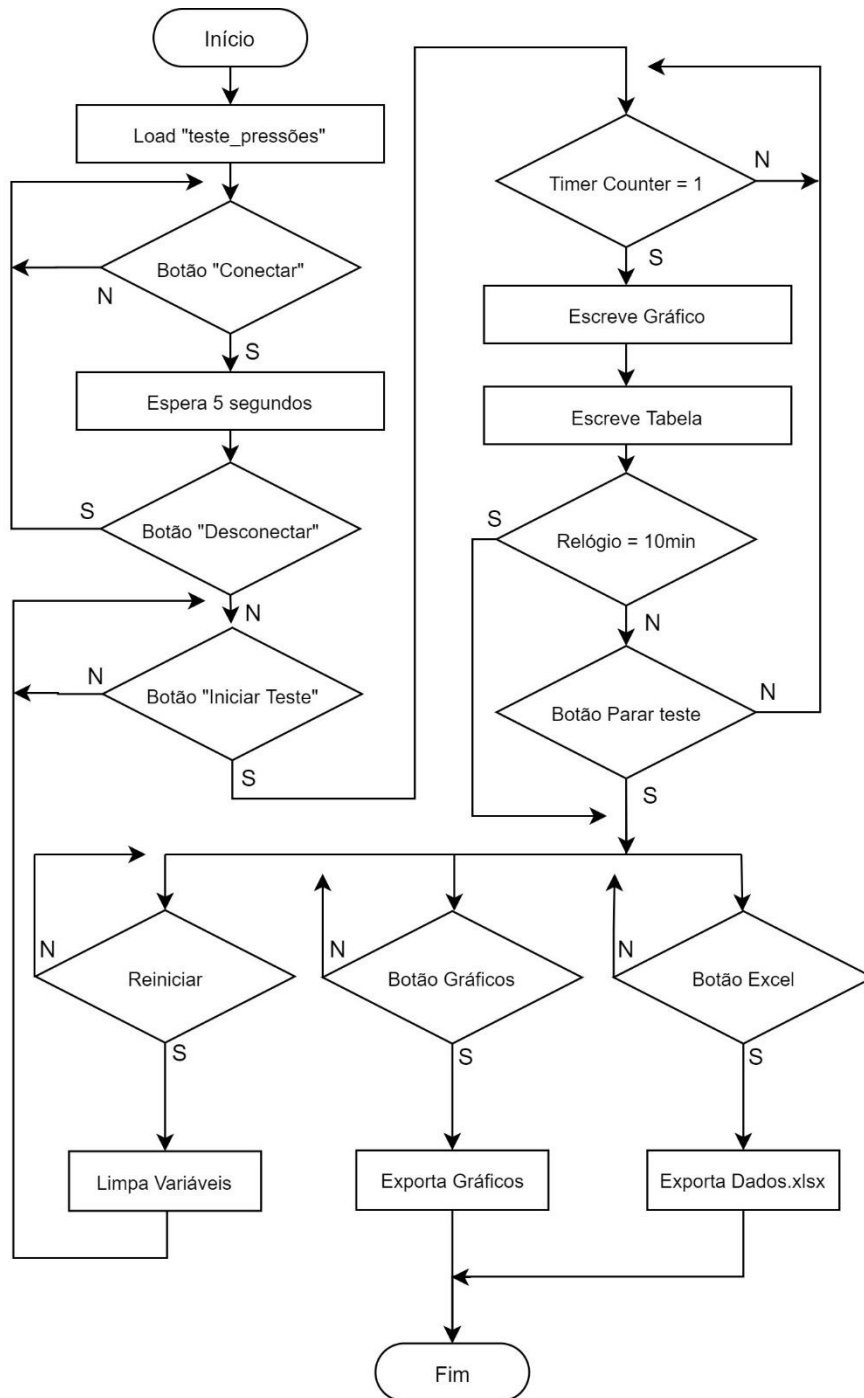 Início
Load "teste_pressões"
Botão "Conectar"
N
S
Espera 5 segundos
S
Botão "Desconectar"
N
N
Botão "Iniciar Teste"
S
Timer Counter = 1
N
S
Escreve Gráfico
Escreve Tabela
S
Relógio = 10min
N
Botão Parar teste
N
S
N
Reiniciar
S
Limpa Variáveis
N
Botão Gráficos
S
Exporta Gráficos
N
Botão Excel
S
Exporta Dados.xlsx
Fim